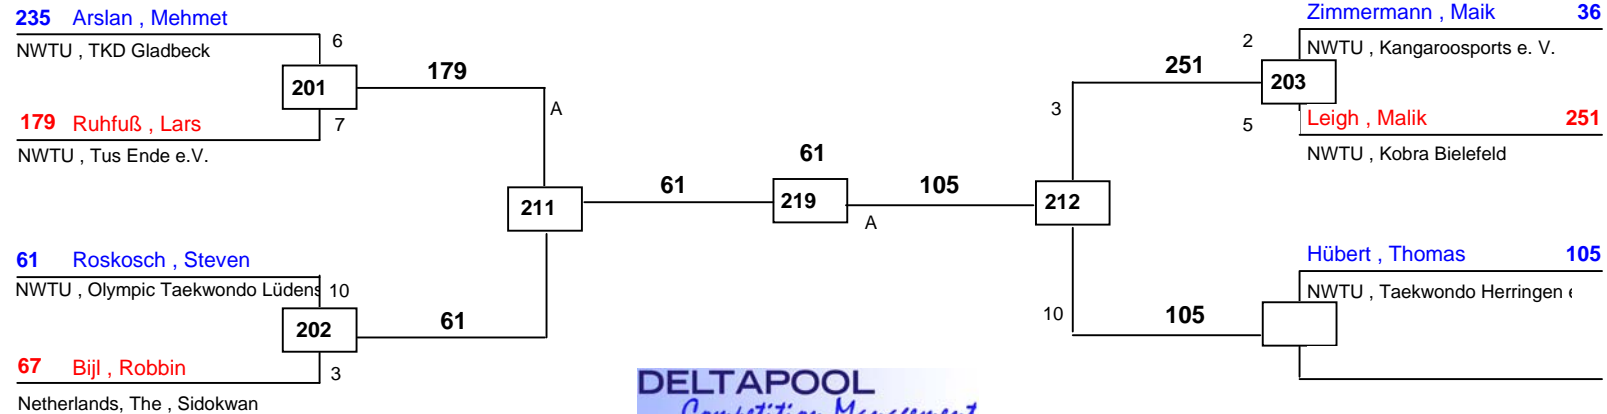 235 Arslan , Mehmet
NWTU , TKD Gladbeck
6
201
179
7
179 Ruhfuß , Lars
NWTU , Tus Ende e.V.
A
211
61
61 Roskosch , Steven
NWTU , Olympic Taekwondo Lüdens
10
202
61
3
67 Bijl , Robbin
Netherlands, The , Sidokwan
61
219
105
A
DELTAPOOL
Competition Management
Zimmermann , Maik 36
NWTU , Kangaroosports e. V.
2
251
203
3
5
Leigh , Malik 251
NWTU , Kobra Bielefeld
212
Hübert , Thomas 105
NWTU , Taekwondo Herringen
10
105